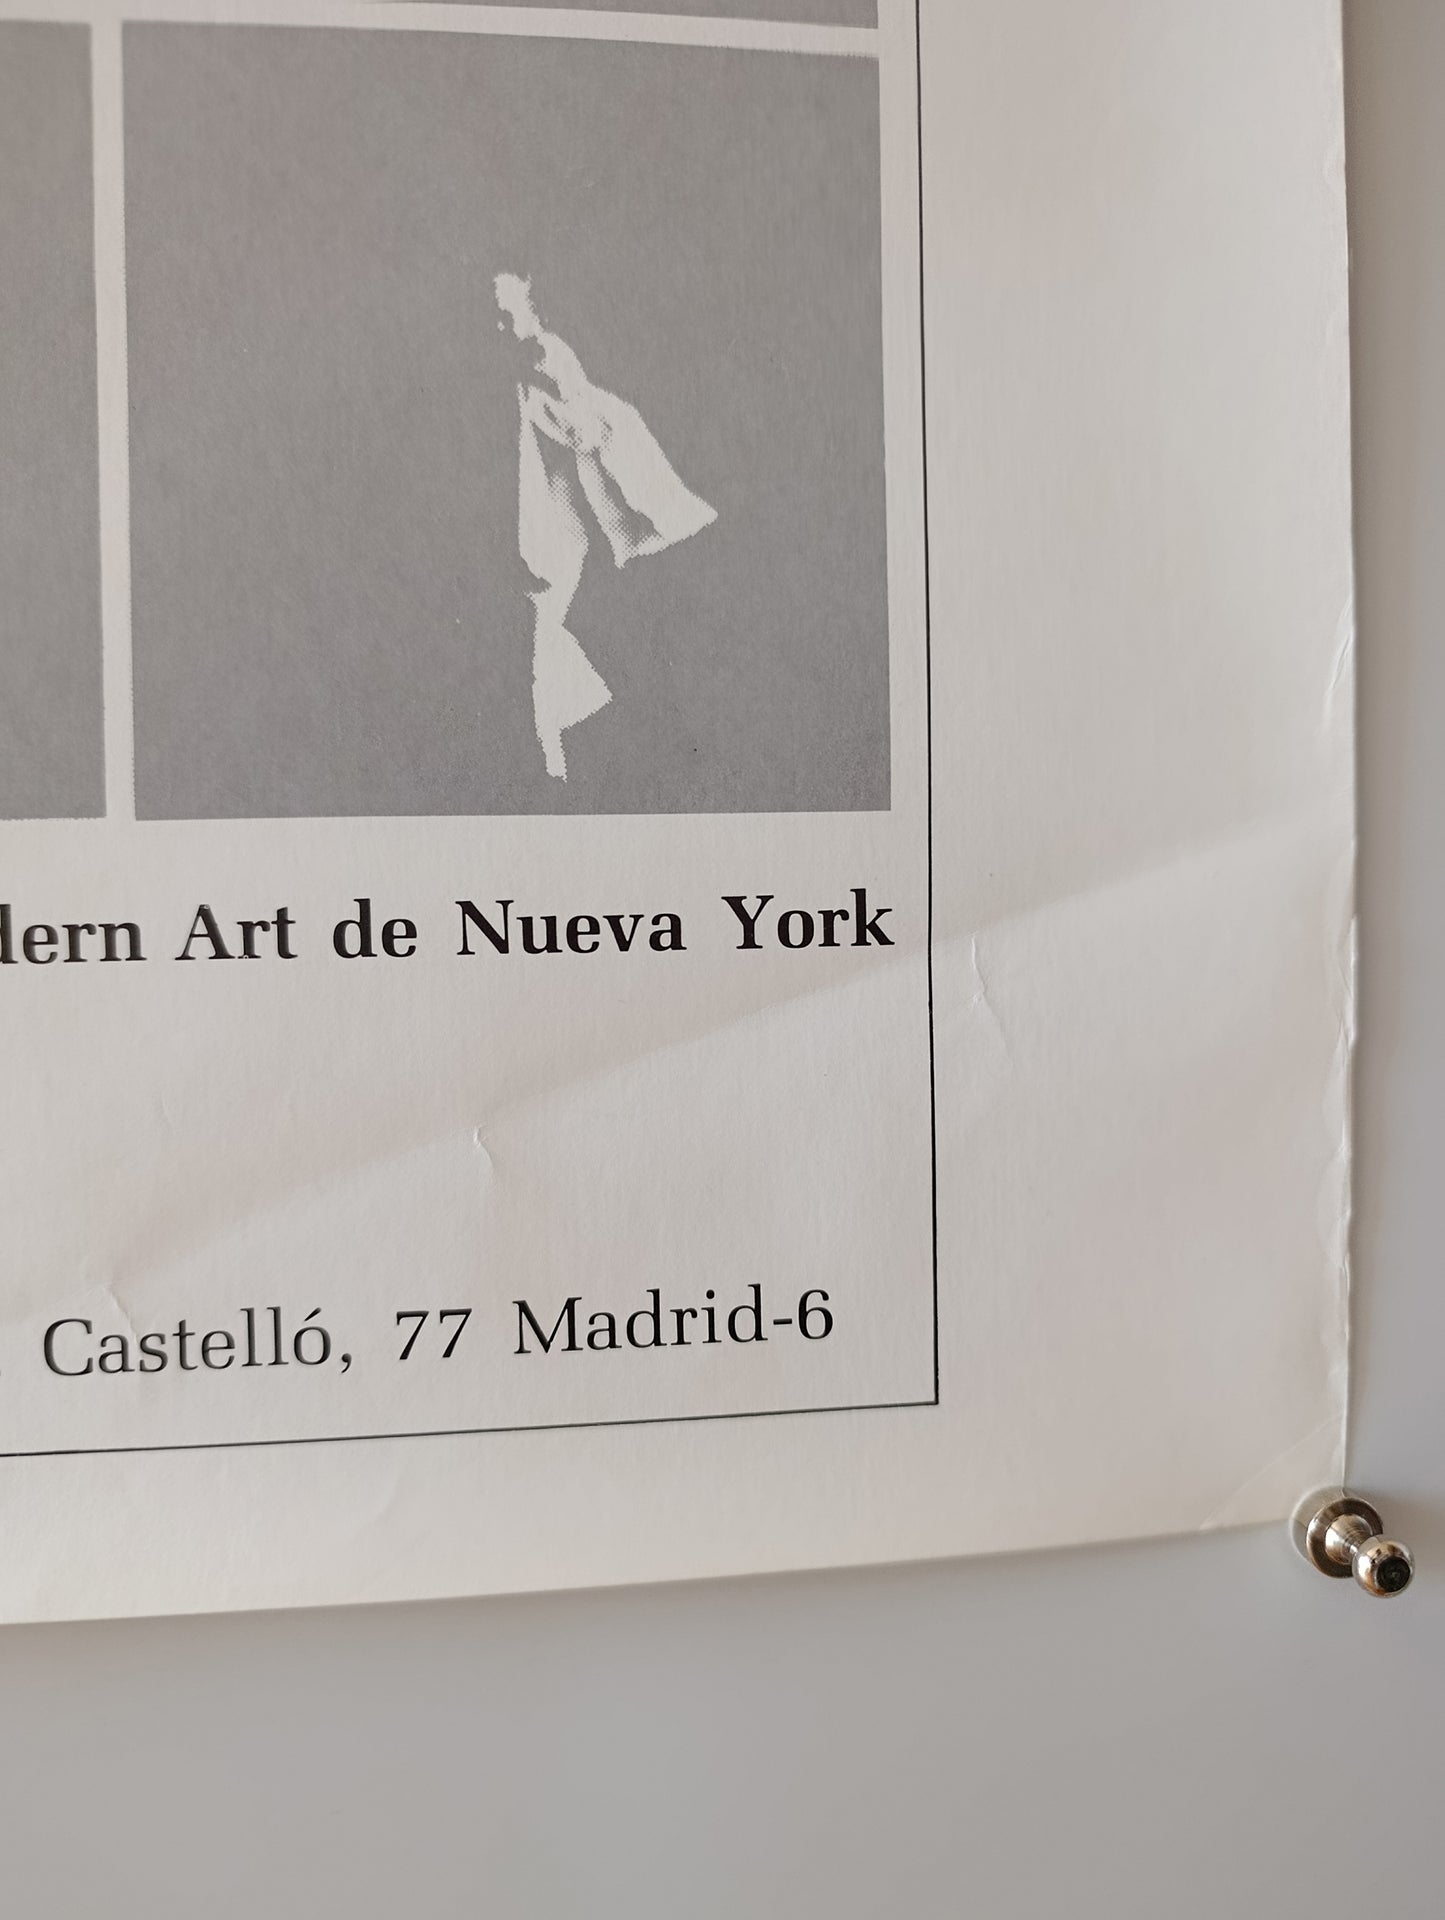 dern Art de Nueva York
Castelló, 77 Madrid-6